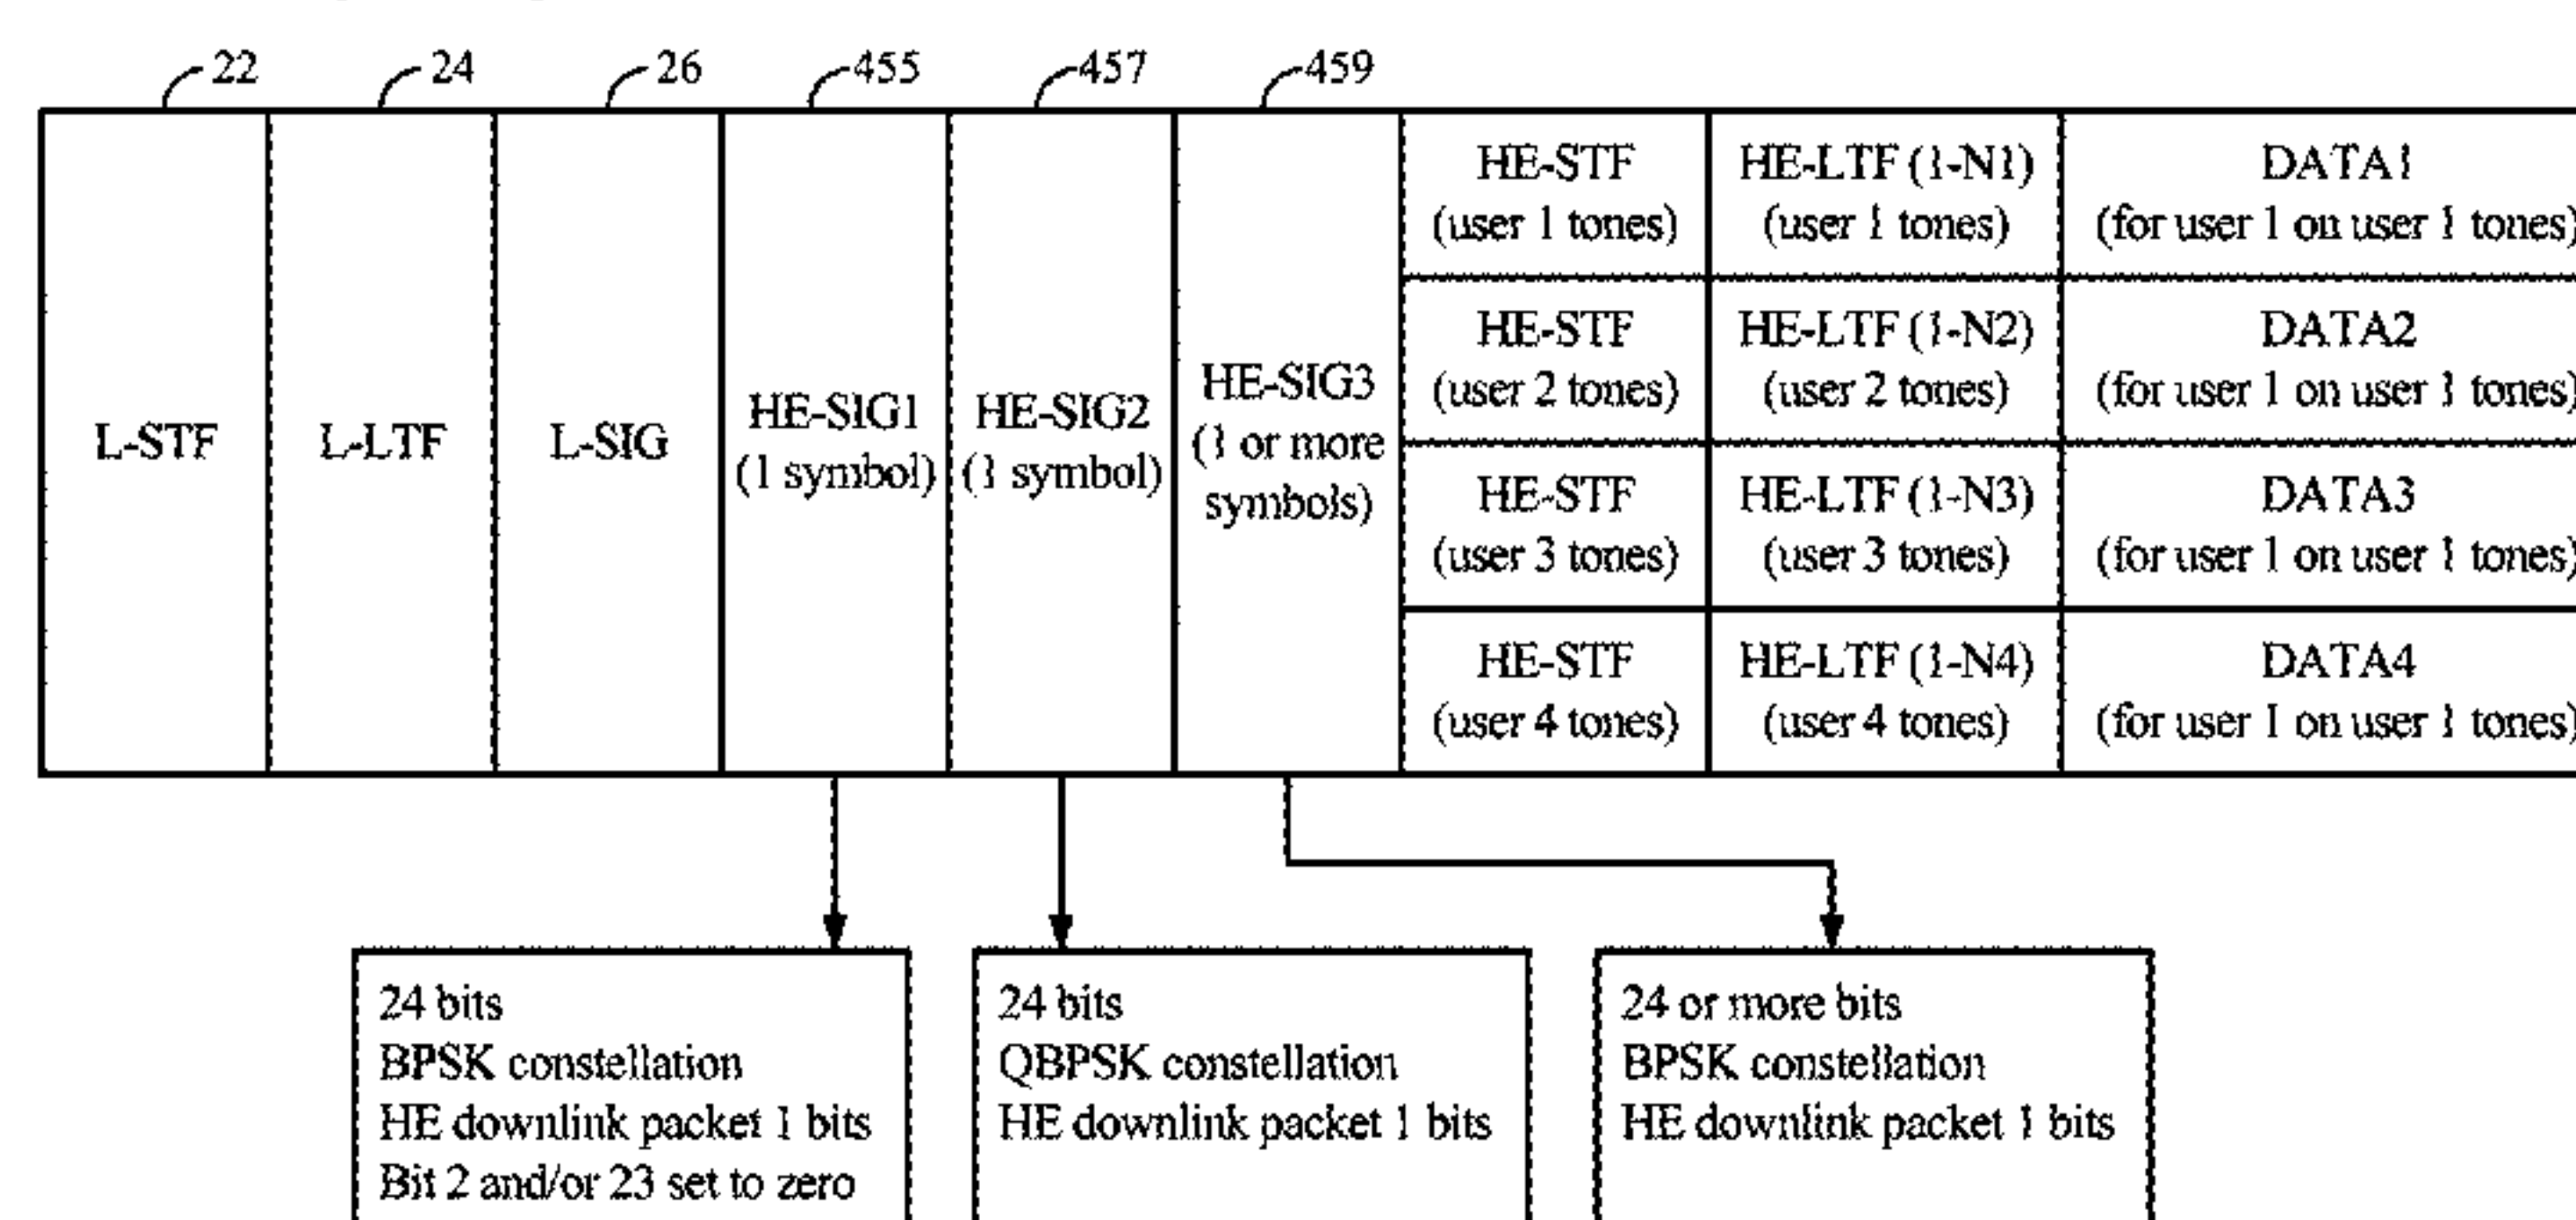 22
24
26
455
457
459
L-STF
L-LTF
L-SIG
HE-SIG1
(1 symbol)
HE-SIG2
(1 symbol)
HE-SIG3
(1 or more
symbols)
HE-STF
(user 1 tones)
HE-LTF (1-N1)
(user 1 tones)
DATA1
(for user 1 on user 1 tones)
HE-STF
(user 2 tones)
HE-LTF (1-N2)
(user 2 tones)
DATA2
(for user 1 on user 1 tones)
HE-STF
(user 3 tones)
HE-LTF (1-N3)
(user 3 tones)
DATA3
(for user 1 on user 1 tones)
HE-STF
(user 4 tones)
HE-LTF (1-N4)
(user 4 tones)
DATA4
(for user 1 on user 1 tones)
24 bits
BPSK constellation
HE downlink packet 1 bits
Bit 2 and/or 23 set to zero
24 bits
QBPSK constellation
HE downlink packet 1 bits
24 or more bits
BPSK constellation
HE downlink packet 1 bits